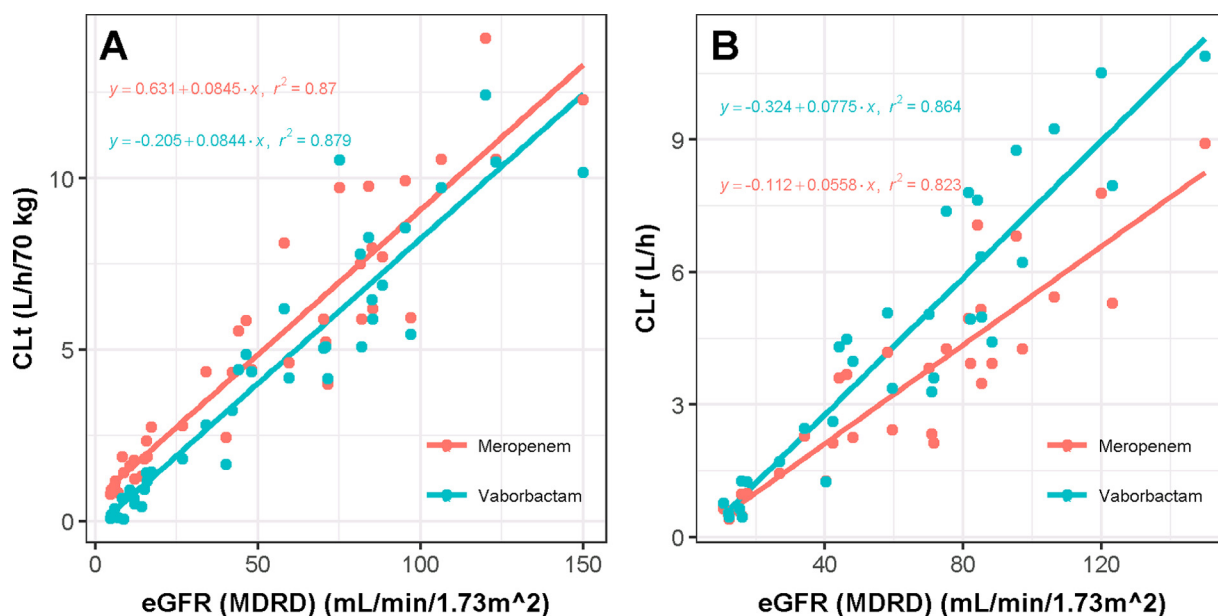 A
y = 0.631+0.0845· x, r² = 0.87
y = -0.205+0.0844· x, r² = 0.879
CLt (L/h/70 kg)
10
5
0
Meropenem
Vaborbactam
0 50 100 150
eGFR (MDRD) (mL/min/1.73m^2)
B
y = -0.324+0.0775· x, r² = 0.864
y = -0.112+0.0558· x, r² = 0.823
CLr (L/h)
9
6
3
0
Meropenem
Vaborbactam
40 80 120
eGFR (MDRD) (mL/min/1.73m^2)